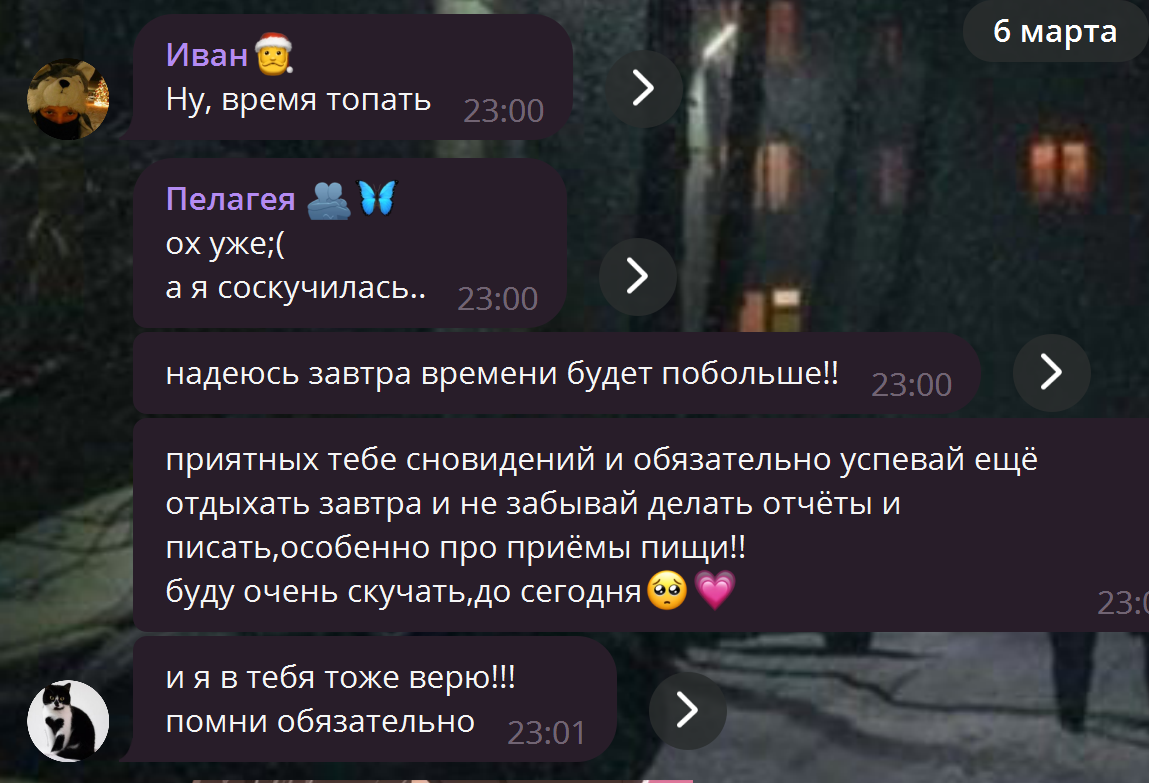 6 марта
Иван🎅
Ну, время топать 23:00
Пелагея 🫂🦋
ох уже;(
а я соскучилась.. 23:00
надеюсь завтра времени будет побольше!! 23:00
приятных тебе сновидений и обязательно успевай ещё
отдыхать завтра и не забывай делать отчёты и
писать,особенно про приёмы пищи!!
буду очень скучать,до сегодня🥺💗
и я в тебя тоже верю!!!
помни обязательно 23:01